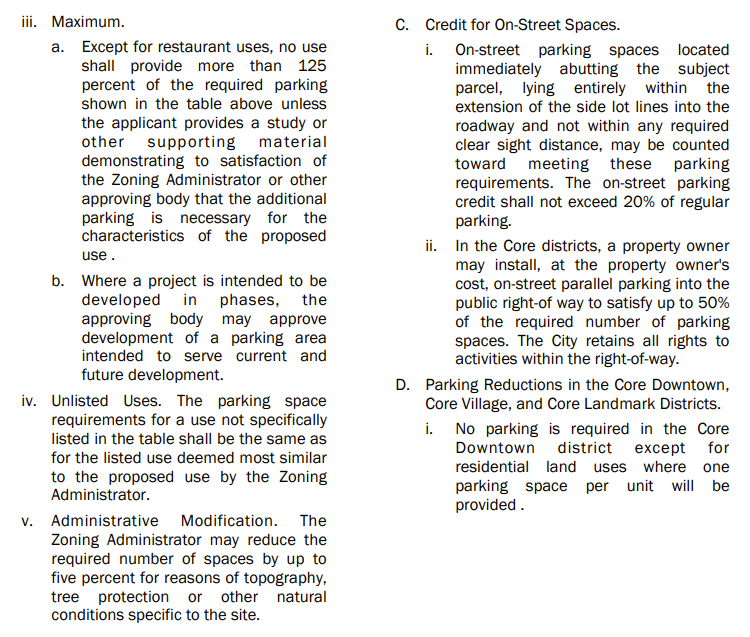 iii. Maximum.
a. Except for restaurant uses, no use
shall provide more than 125
percent of the required parking
shown in the table above unless
the applicant provides a study or
other supporting material
demonstrating to satisfaction of
the Zoning Administrator or other
approving body that the additional
parking is necessary for the
characteristics of the proposed
use .
b. Where a project is intended to be
developed in phases, the
approving body may approve
development of a parking area
intended to serve current and
future development.
iv. Unlisted Uses. The parking space
requirements for a use not specifically
listed in the table shall be the same as
for the listed use deemed most similar
to the proposed use by the Zoning
Administrator.
v. Administrative Modification. The
Zoning Administrator may reduce the
required number of spaces by up to
five percent for reasons of topography,
tree protection or other natural
conditions specific to the site.
C. Credit for On-Street Spaces.
i. On-street parking spaces located
immediately abutting the subject
parcel, lying entirely within the
extension of the side lot lines into the
roadway and not within any required
clear sight distance, may be counted
toward meeting these parking
requirements. The on-street parking
credit shall not exceed 20% of regular
parking.
ii. In the Core districts, a property owner
may install, at the property owner's
cost, on-street parallel parking into the
public right-of way to satisfy up to 50%
of the required number of parking
spaces. The City retains all rights to
activities within the right-of-way.
D. Parking Reductions in the Core Downtown,
Core Village, and Core Landmark Districts.
i. No parking is required in the Core
Downtown district except for
residential land uses where one
parking space per unit will be
provided .